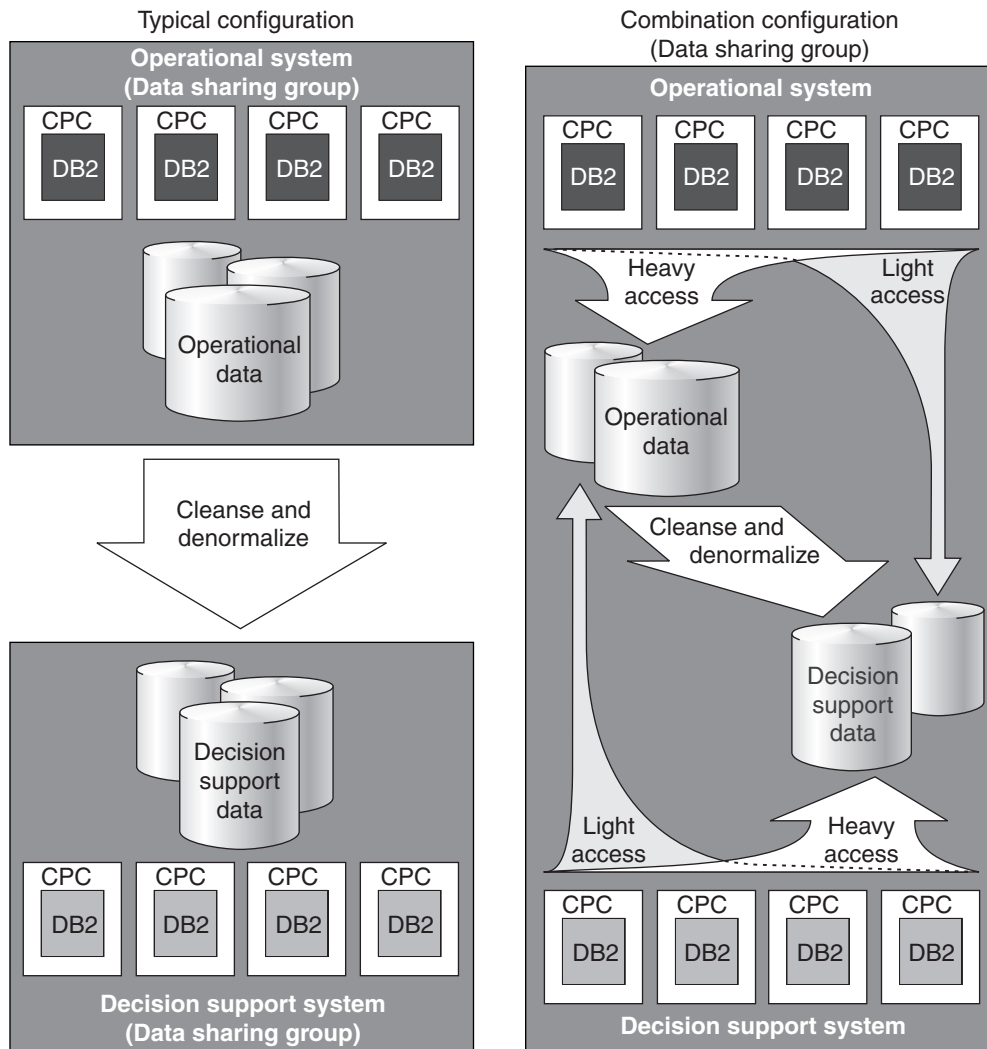 Typical configuration
Operational system
(Data sharing group)
CPC
CPC
CPC
CPC
DB2
DB2
DB2
DB2
Operational
data
Cleanse and
denormalize
Decision
support
data
CPC
CPC
CPC
CPC
DB2
DB2
DB2
DB2
Decision support system
(Data sharing group)
Combination configuration
(Data sharing group)
Operational system
CPC
CPC
CPC
CPC
DB2
DB2
DB2
DB2
Heavy
access
Light
access
Operational
data
Cleanse and
denormalize
Decision
support
data
Light
access
Heavy
access
CPC
CPC
CPC
CPC
DB2
DB2
DB2
DB2
Decision support system